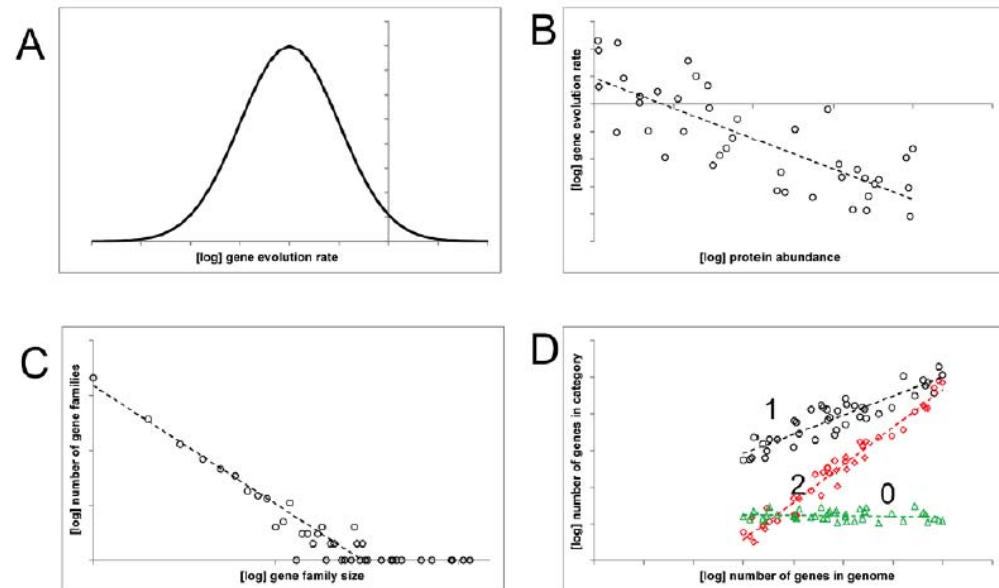 A
[log] gene evolution rate
B
[log] gene evolution rate
[log] protein abundance
C
[log] number of gene families
[log] gene family size
D
[log] number of genes in category
1
2
0
[log] number of genes in genome